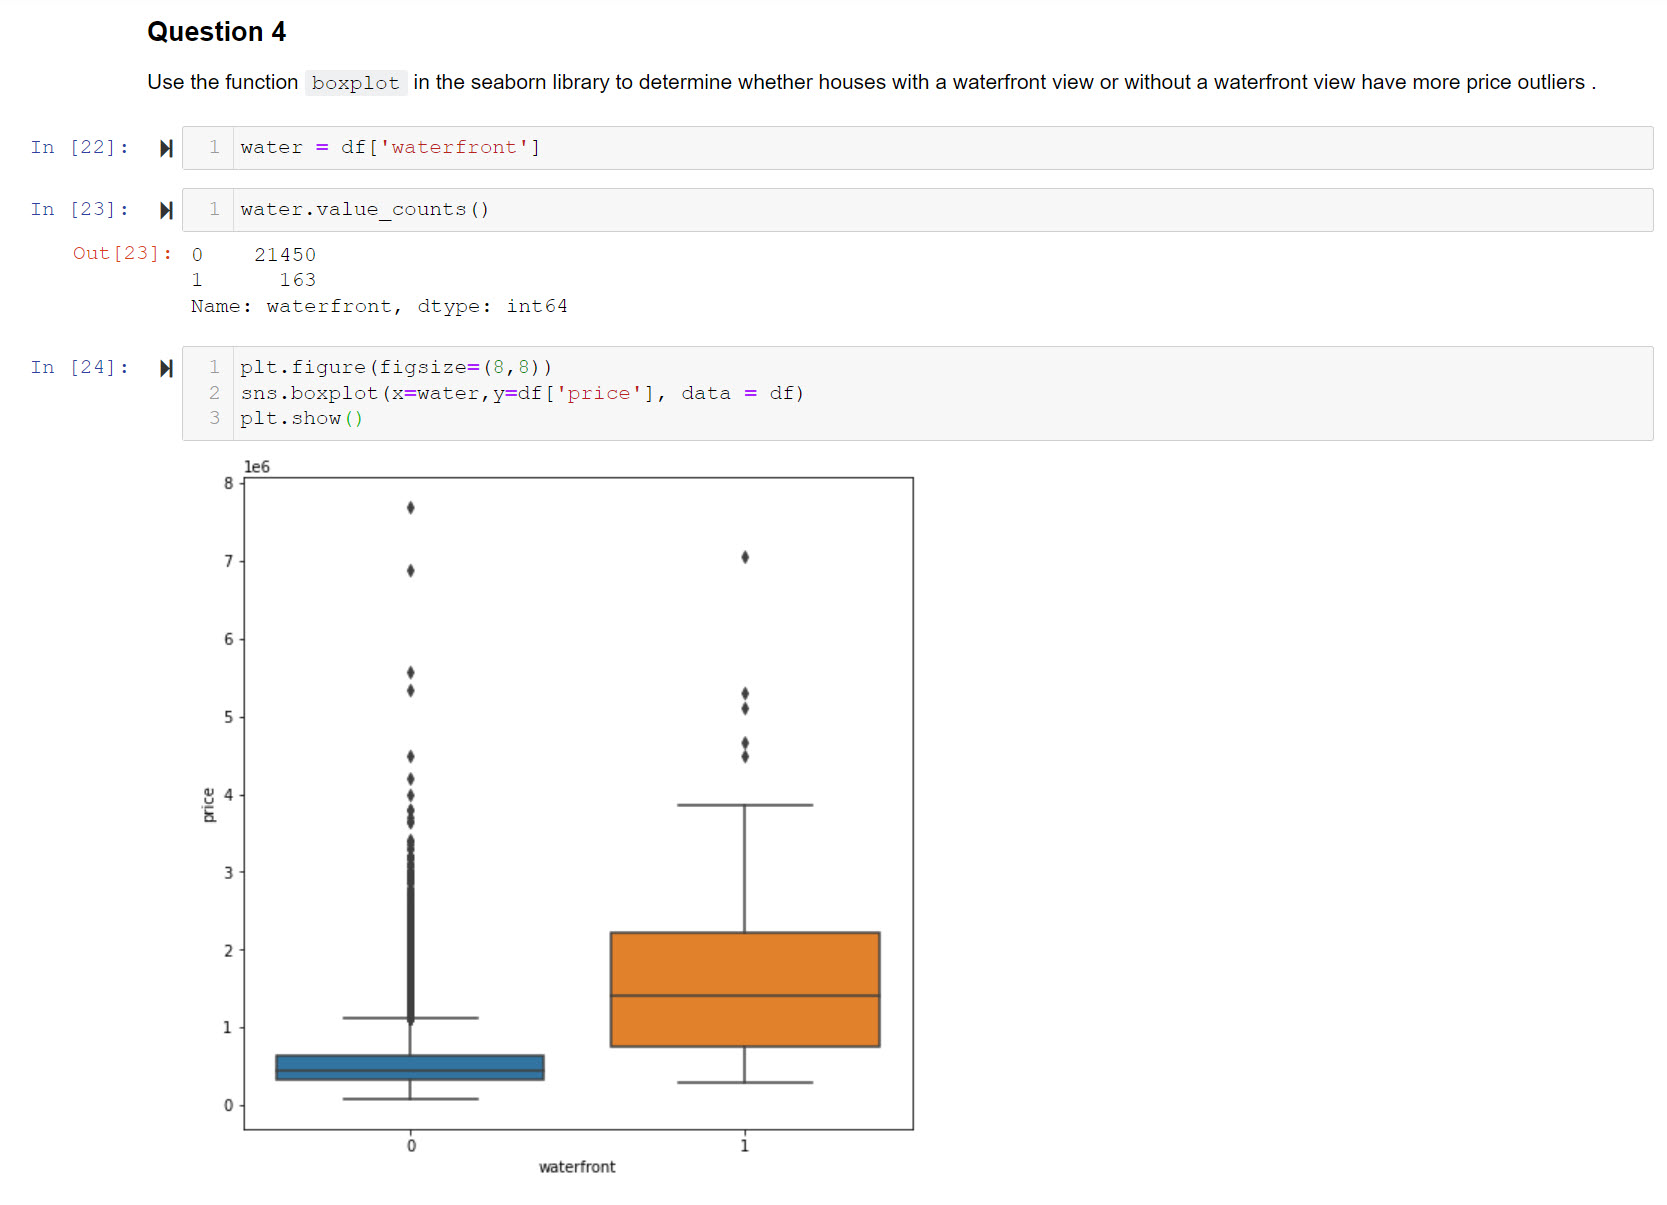 Question 4
Use the function boxplot in the seaborn library to determine whether houses with a waterfront view or without a waterfront view have more price outliers .
In [22]: 1 water = df['waterfront']
In [23]: 1 water.value_counts()
Out[23]: 0 21450
1 163
Name: waterfront, dtype: int64
In [24]: 1 plt.figure(figsize=(8,8))
2 sns.boxplot(x=water,y=df['price'], data = df)
3 plt.show()
1e6
8
7
6
5
4
3
2
1
0
price
0 1
waterfront